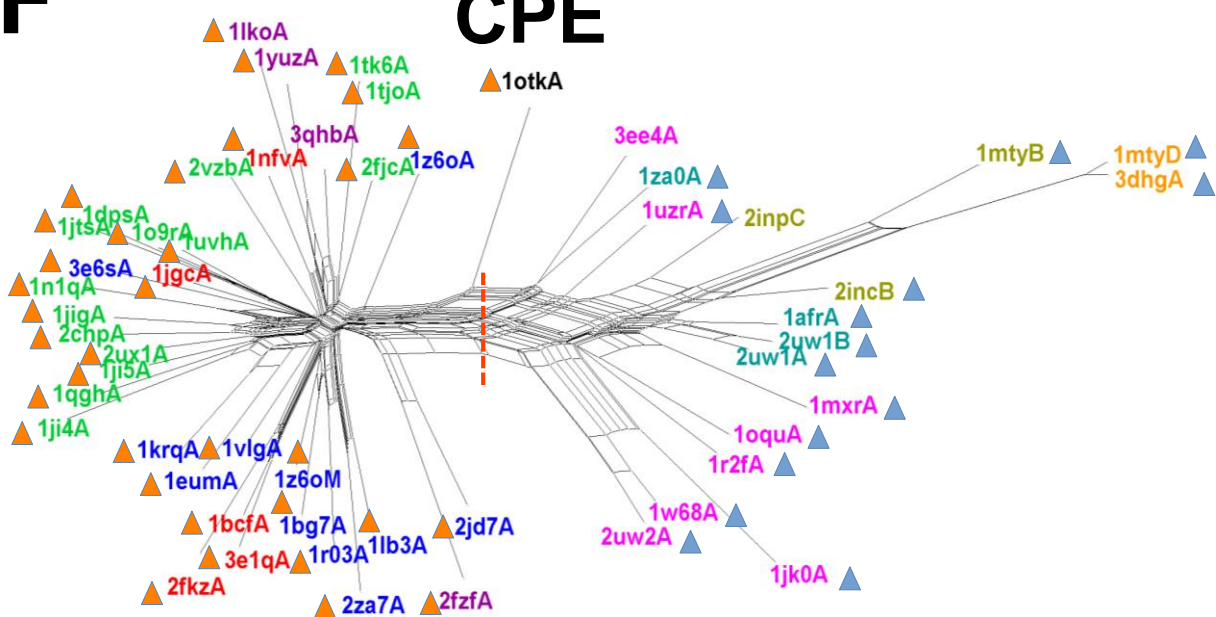 F
CPE
1lkoA
1yuzA
1tk6A
1tjoA
1otkA
3qhbA
3ee4A
1nfvA
2vzbA
2fjcA
1z6oA
1za0A
1mtyB
1mtyD
3dhgA
1uzrA
2inpC
1dpsA
1jtsA
1o9rA
1uvhA
3e6sA
1jgcA
1n1qA
2incB
1jigA
1afrA
2chpA
2uw1B
2ux1A
2uw1A
1ji5A
1qghA
1mxrA
1ji4A
1oquA
1krqA
1vlgA
1r2fA
1eumA
1z6oM
1w68A
1bcfA
1bg7A
2jd7A
2uw2A
1lb3A
1r03A
3e1qA
1jk0A
2fkzA
2za7A
2fzfA